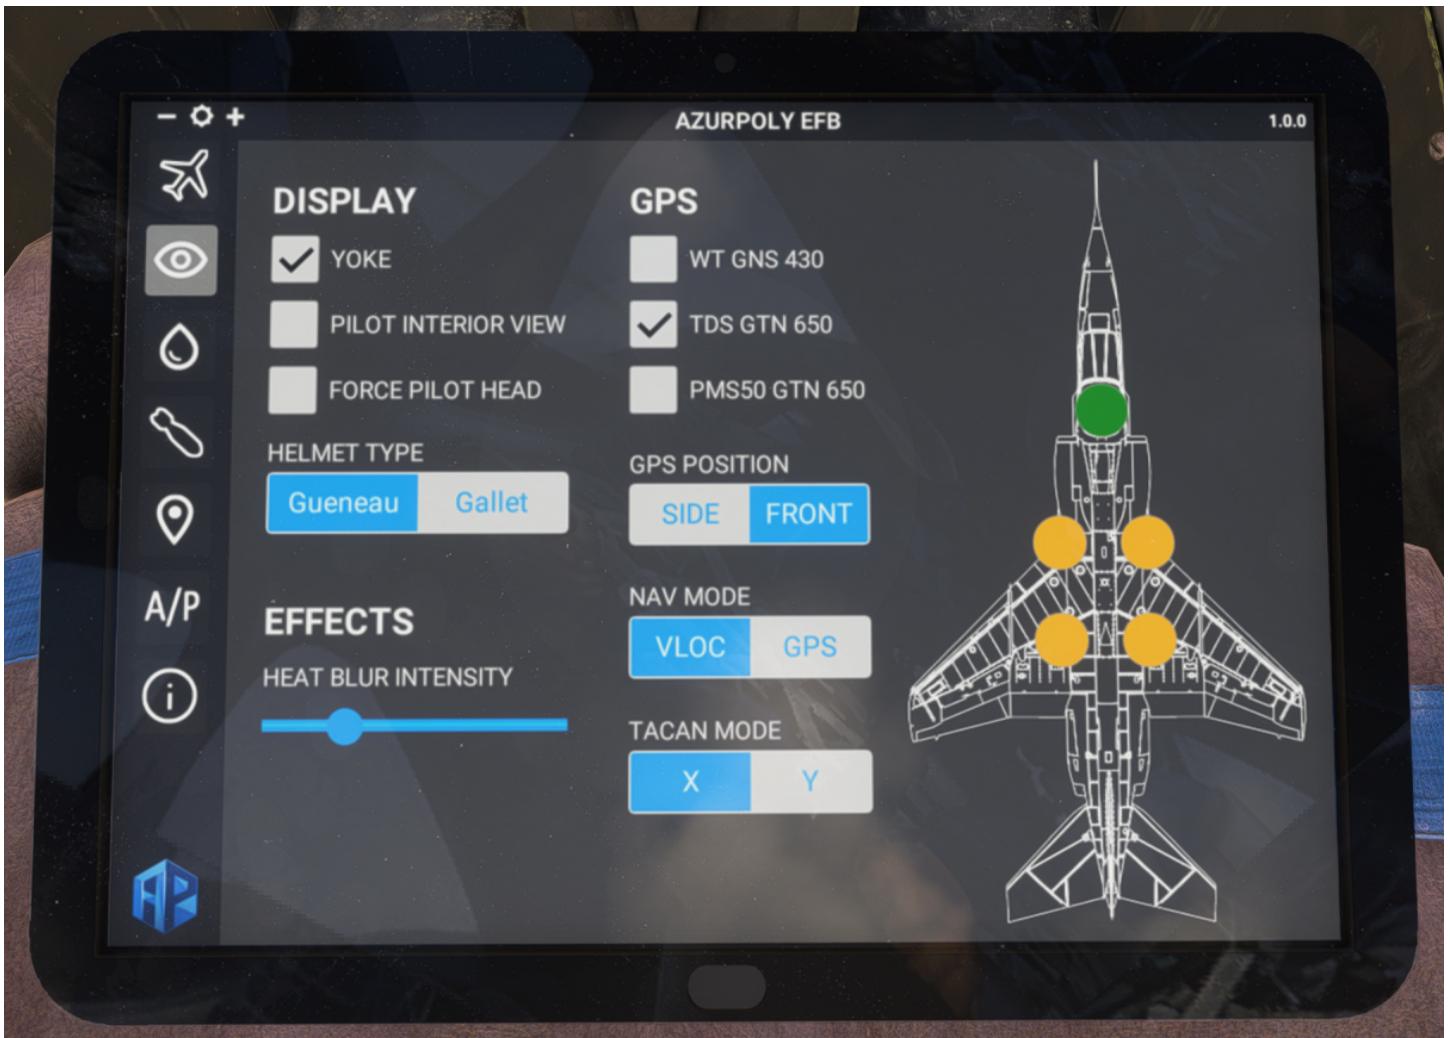 AZURPOLY EFB
1.0.0
DISPLAY
YOKE
PILOT INTERIOR VIEW
FORCE PILOT HEAD
HELMET TYPE
Gueneau Gallet
EFFECTS
HEAT BLUR INTENSITY
GPS
WT GNS 430
TDS GTN 650
PMS50 GTN 650
GPS POSITION
SIDE FRONT
NAV MODE
VLOC GPS
TACAN MODE
X Y
A/P
i
AP